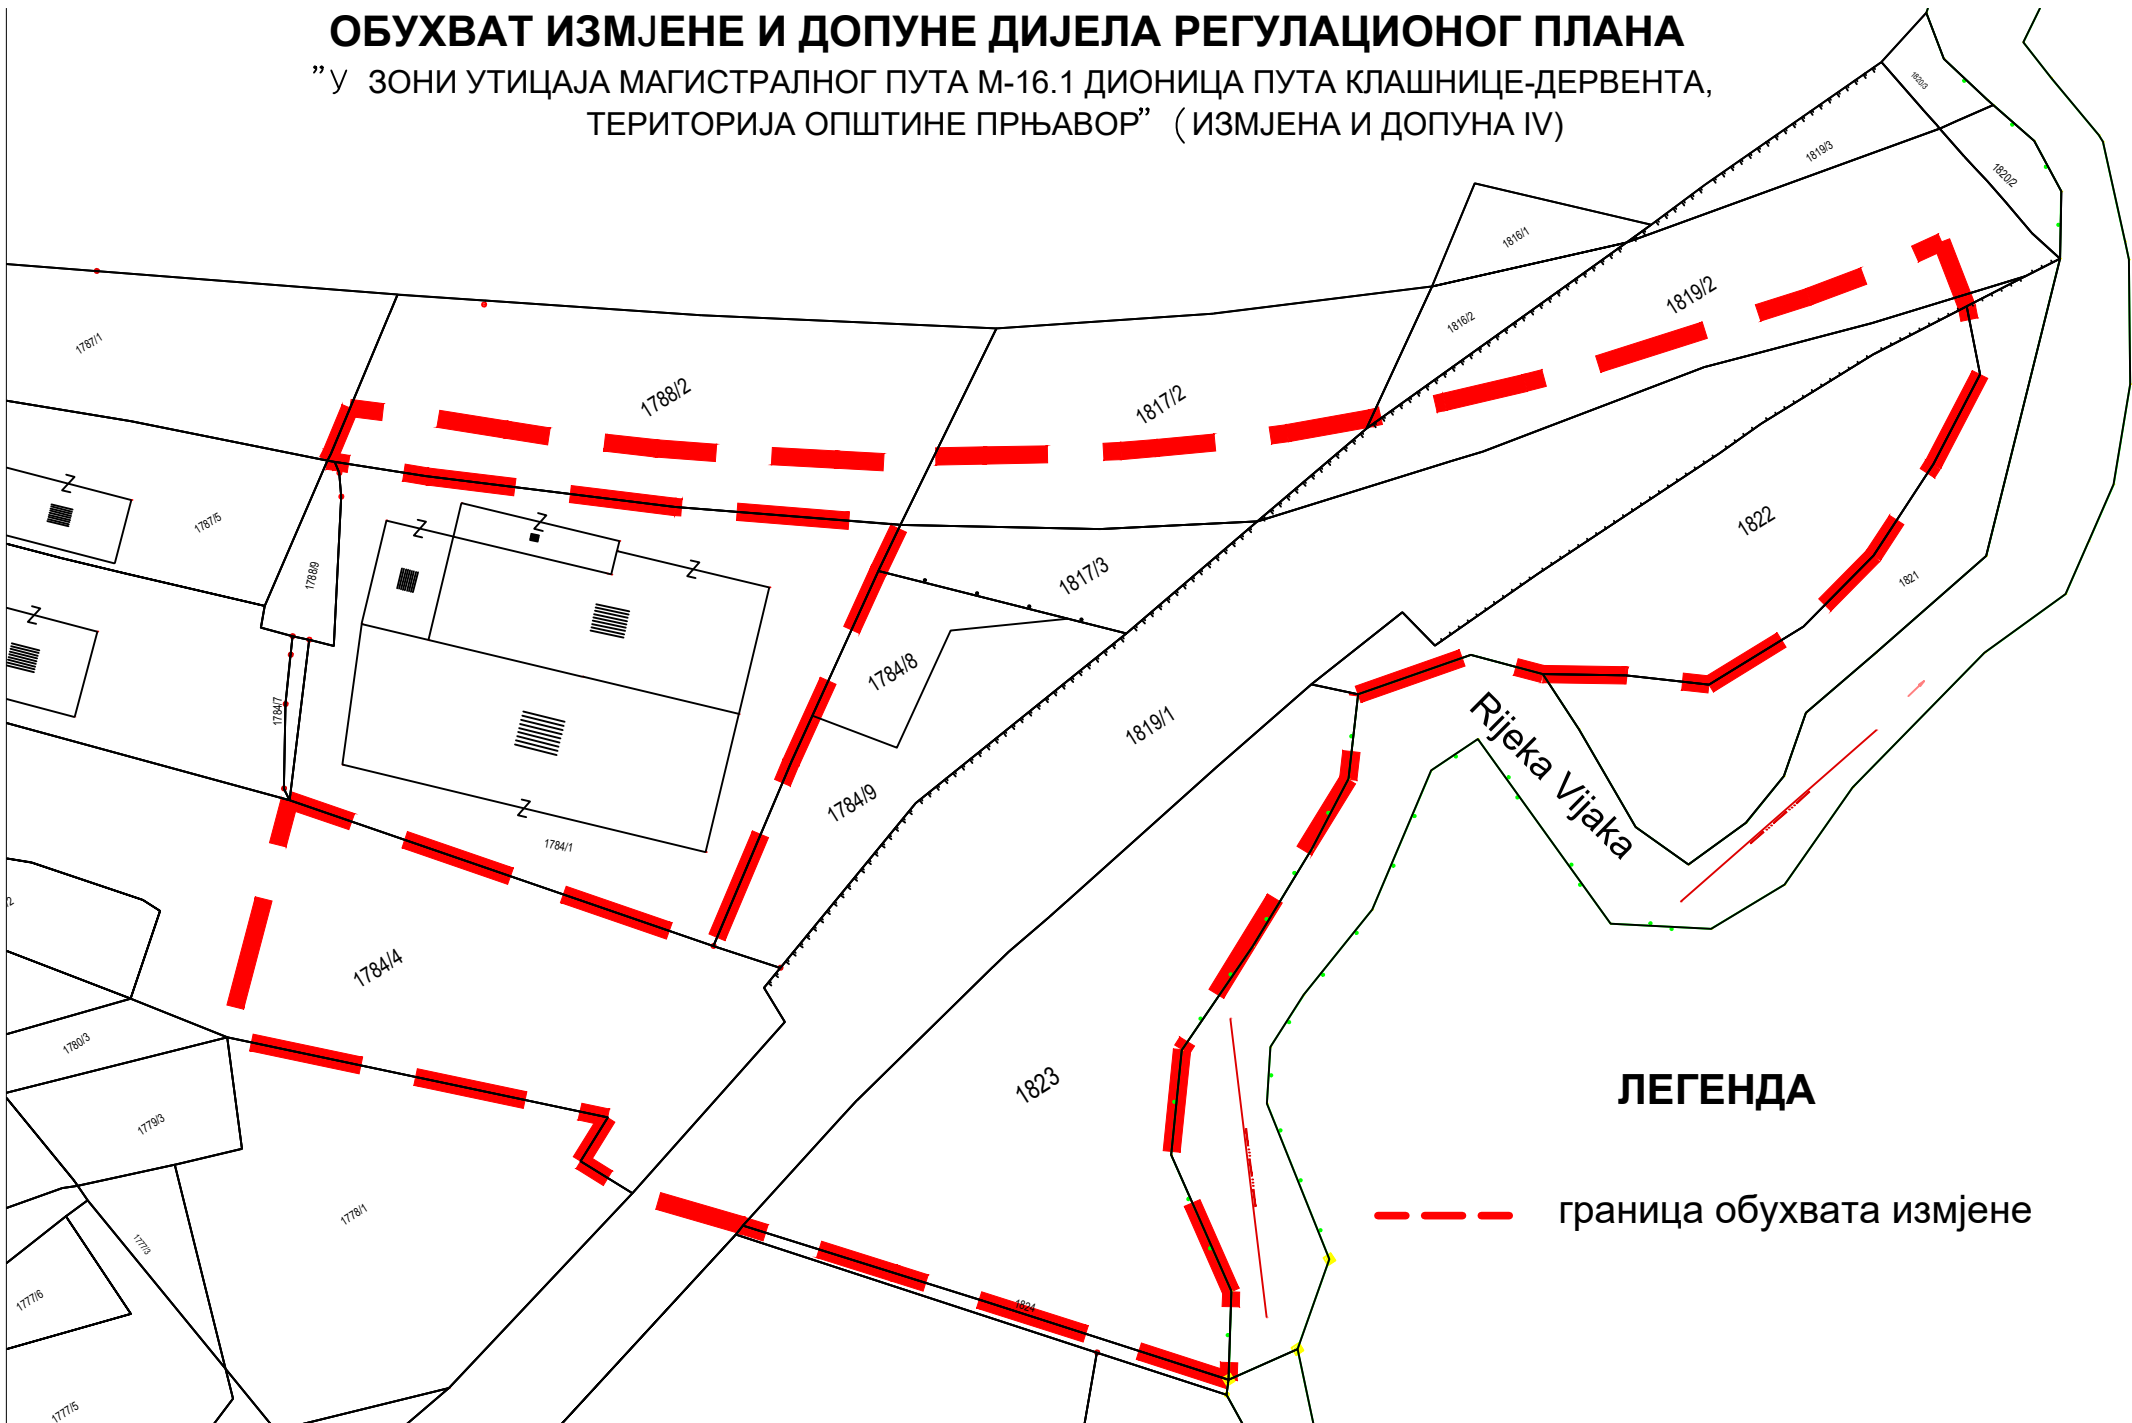 ОБУХВАТ ИЗМЈЕНЕ И ДОПУНЕ ДИЈЕЛА РЕГУЛАЦИОНОГ ПЛАНА
”У ЗОНИ УТИЦАЈА МАГИСТРАЛНОГ ПУТА М-16.1 ДИОНИЦА ПУТА КЛАШНИЦЕ-ДЕРВЕНТА,
ТЕРИТОРИЈА ОПШТИНЕ ПРЊАВОР” (ИЗМЈЕНА И ДОПУНА IV)
1820/3
1819/3
1820/2
1816/1
1819/2
1816/2
1787/1
1788/2
1817/2
Z
1787/5
Z
Z
Z
1822
1788/9
1817/3
1821
Z
1784/8
1784/7
1819/1
Rijeka Vijaka
1784/9
Z
1784/1
1784/4
1780/3
1823
ЛЕГЕНДА
1779/3
1778/1
граница обухвата измјене
1777/3
1777/6
1824
1777/5